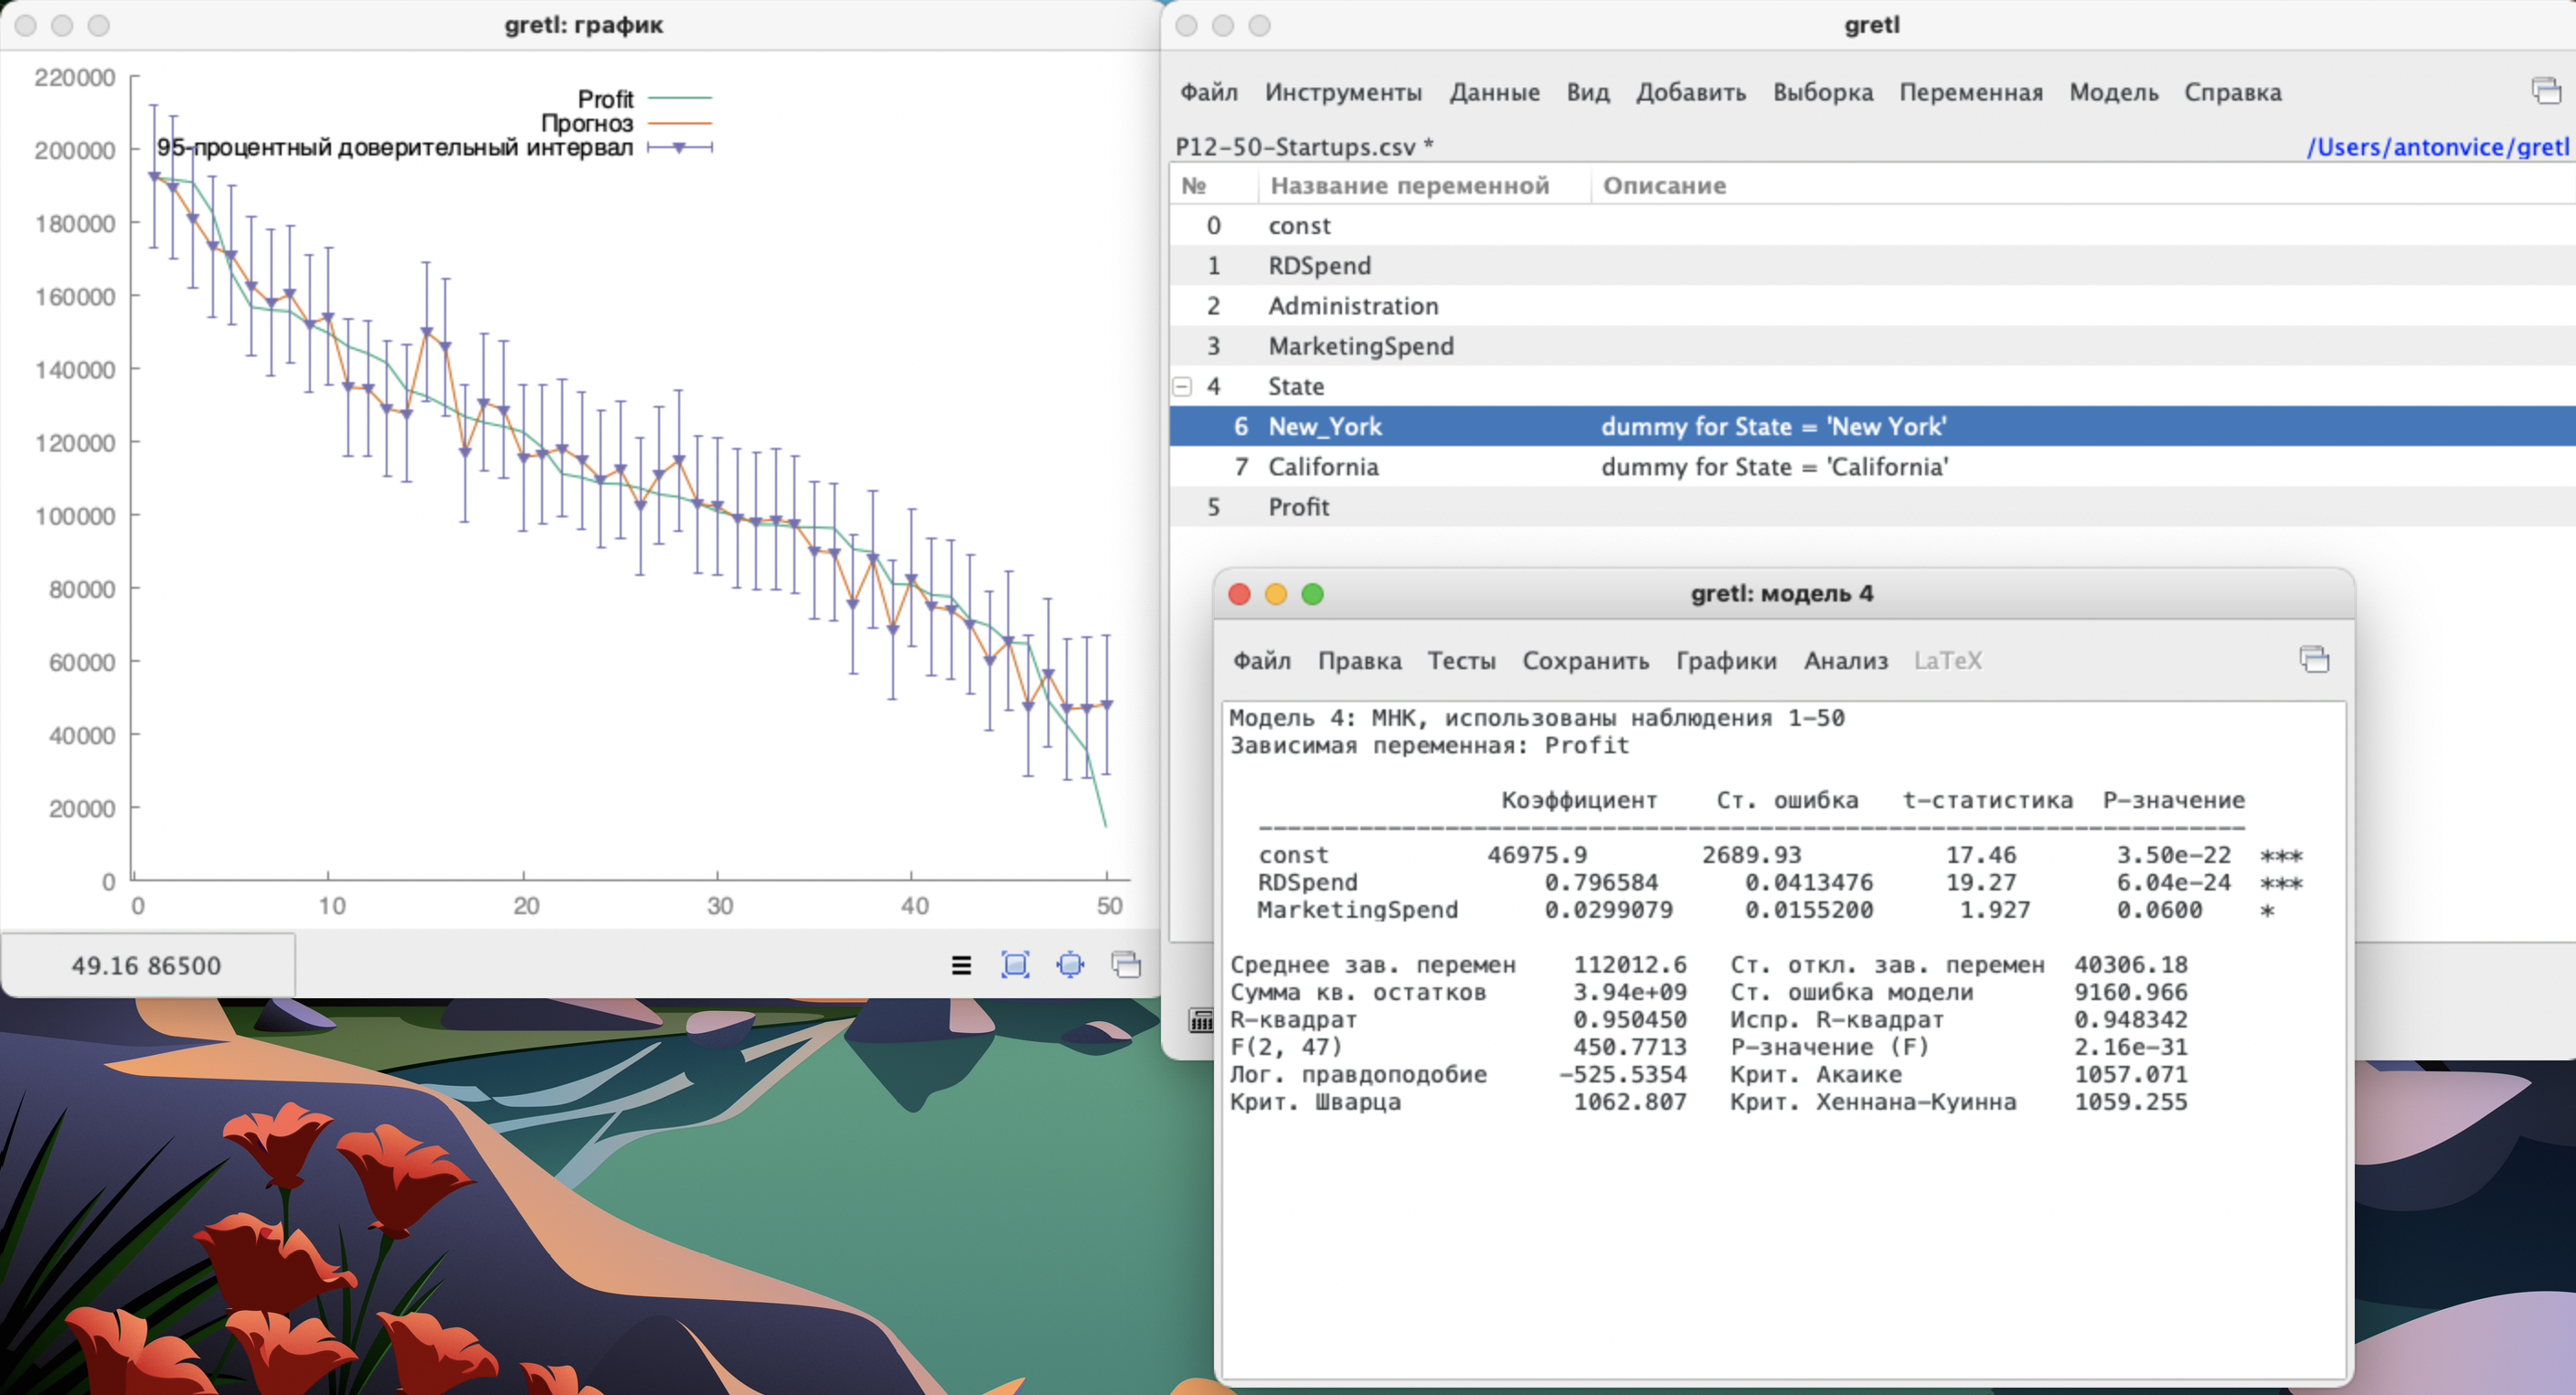 gretl: график
220000
200000
180000
160000
140000
120000
100000
80000
60000
40000
20000
0
Profit
Прогноз
95-процентный доверительный интервал
0 10 20 30 40 50
49.16 86500
gretl
Файл Инструменты Данные Вид Добавить Выборка Переменная Модель Справка
P12-50-Startups.csv * /Users/antonvice/gretl
№ Название переменной Описание
0 const
1 RDSpend
2 Administration
3 MarketingSpend
4 State
6 New_York dummy for State = 'New York'
7 California dummy for State = 'California'
5 Profit
gretl: модель 4
Файл Правка Тесты Сохранить Графики Анализ LaTeX
Модель 4: МНК, использованы наблюдения 1-50
Зависимая переменная: Profit
Коэффициент Ст. ошибка t-статистика P-значение
const 46975.9 2689.93 17.46 3.50e-22 ***
RDSpend 0.796584 0.0413476 19.27 6.04e-24 ***
MarketingSpend 0.0299079 0.0155200 1.927 0.0600 *
Среднее зав. перемен 112012.6 Ст. откл. зав. перемен 40306.18
Сумма кв. остатков 3.94e+09 Ст. ошибка модели 9160.966
R-квадрат 0.950450 Испр. R-квадрат 0.948342
F(2, 47) 450.7713 P-значение (F) 2.16e-31
Лог. правдоподобие -525.5354 Крит. Акаике 1057.071
Крит. Шварца 1062.807 Крит. Хеннана-Куинна 1059.255